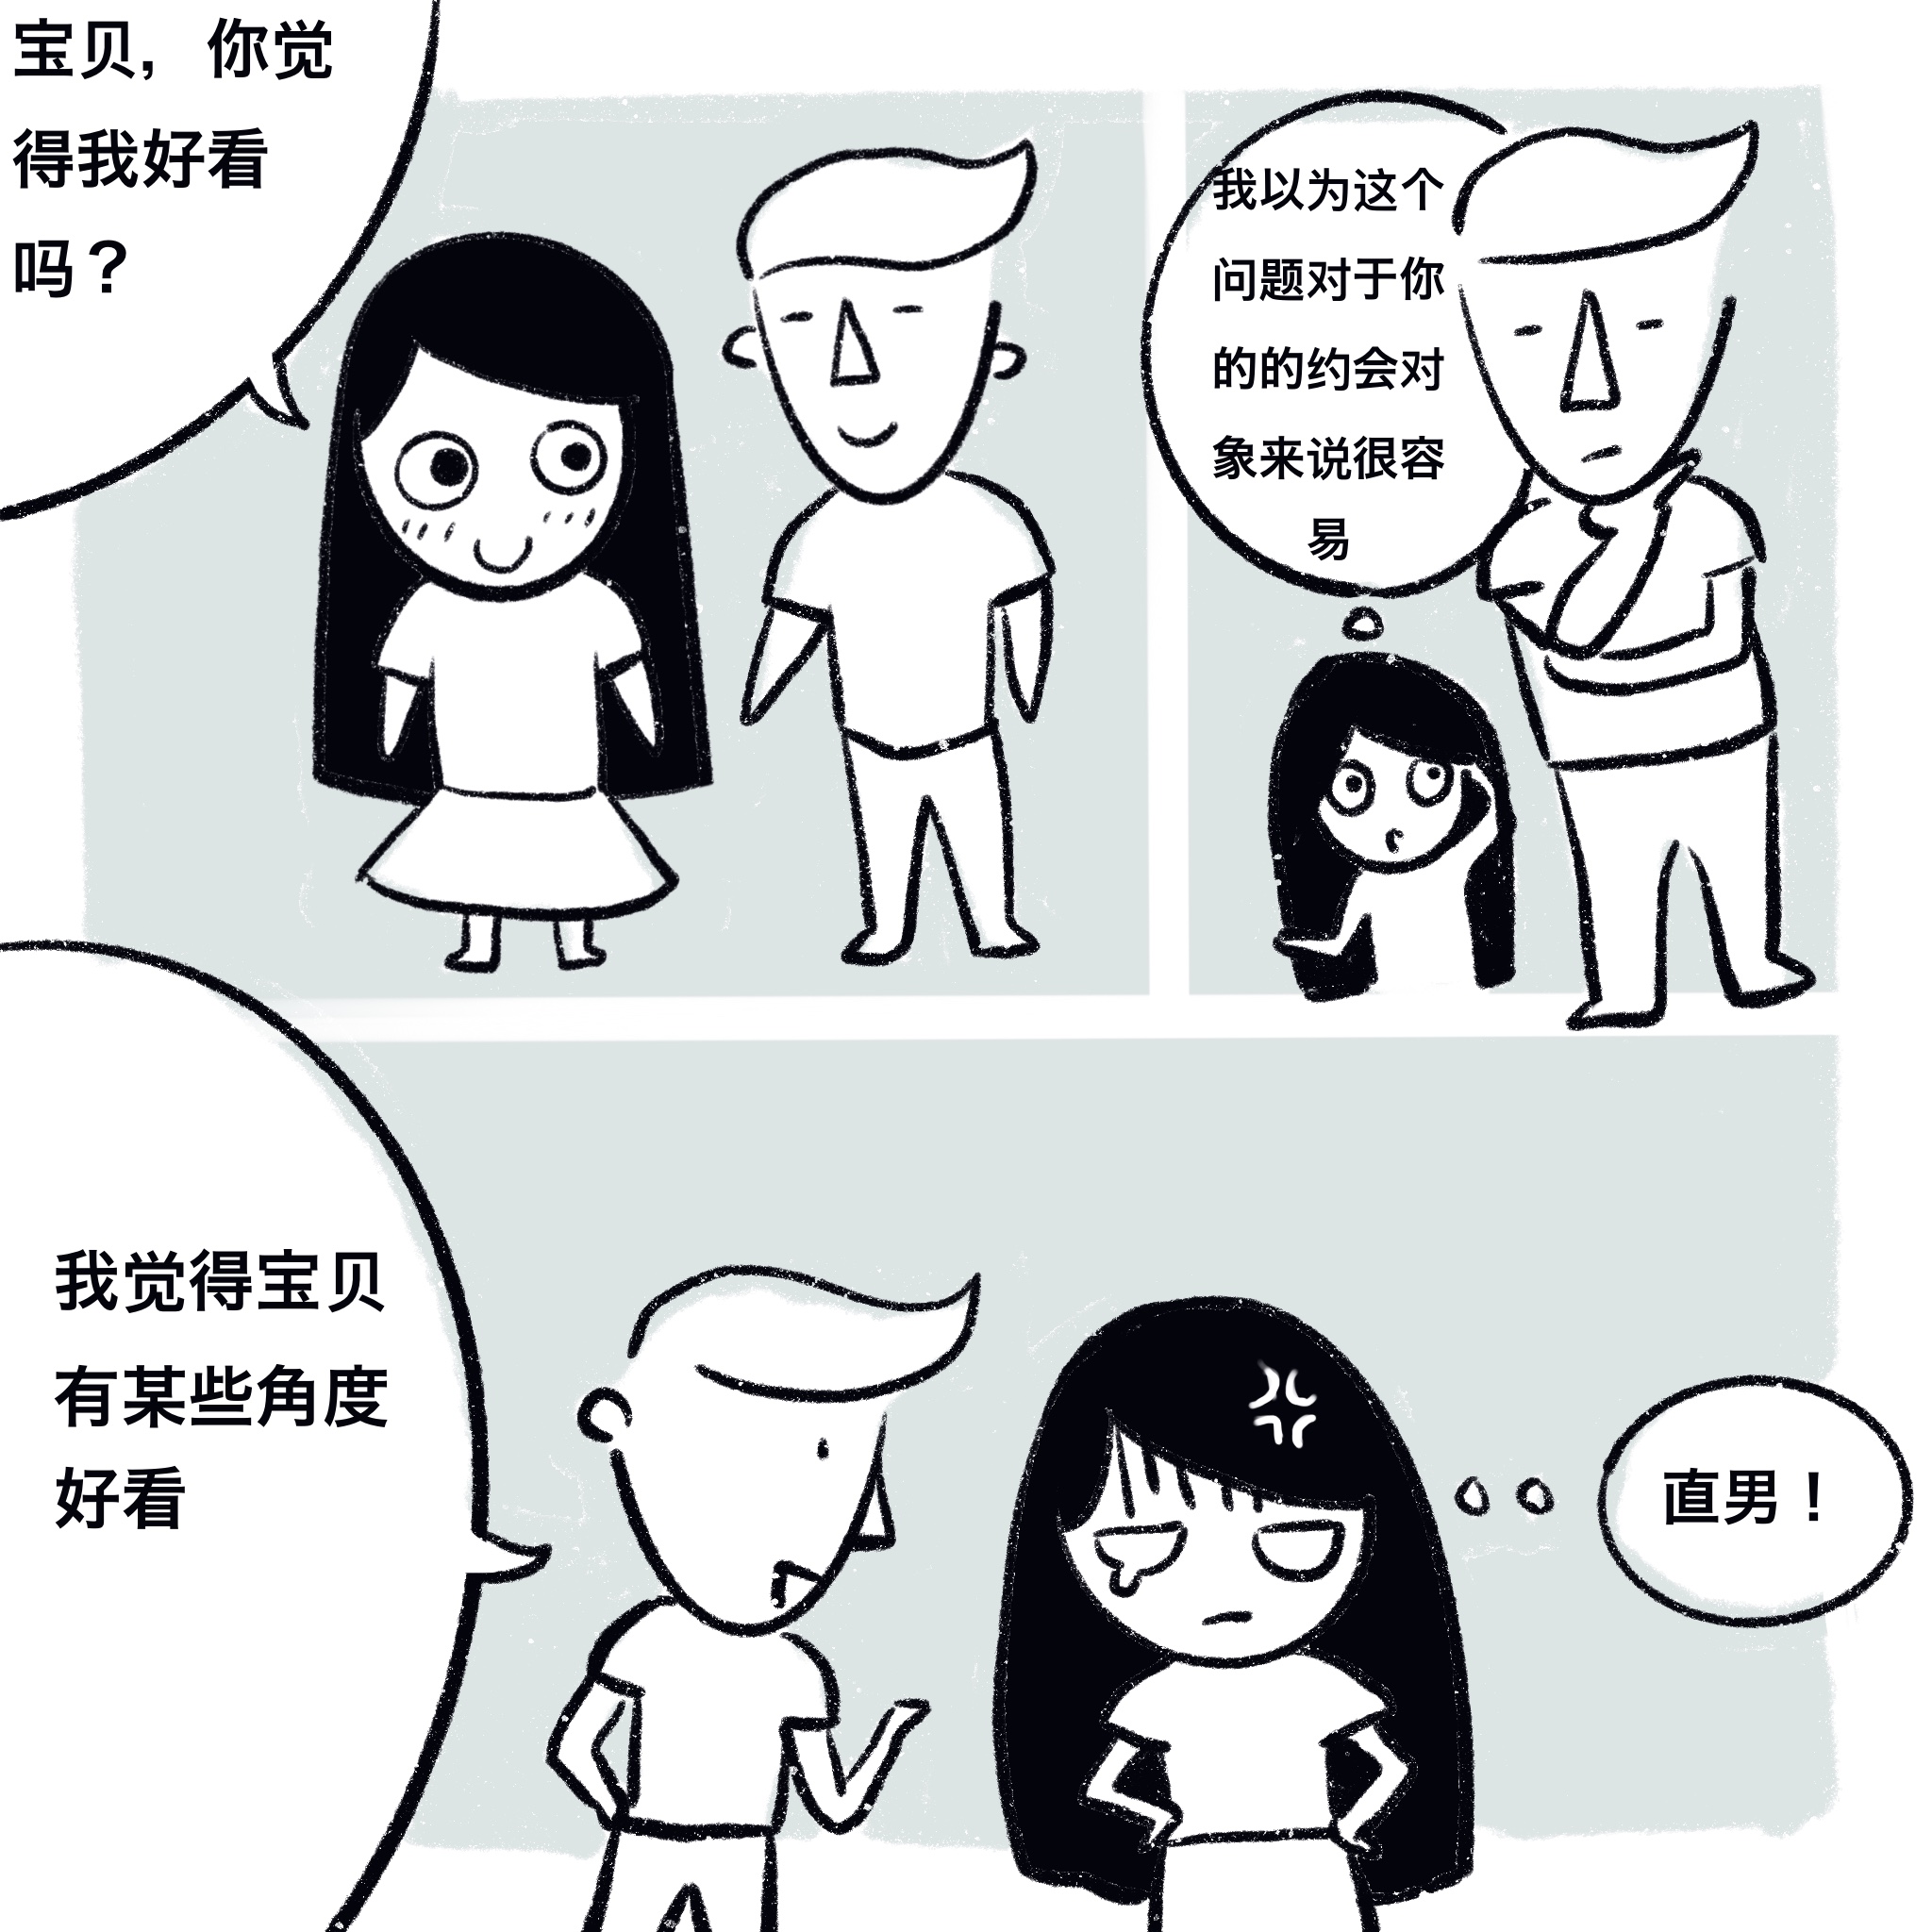 宝贝，你觉
得我好看
吗？
我以为这个
问题对于你
的的约会对
象来说很容
易
我觉得宝贝
有某些角度
好看
直男！